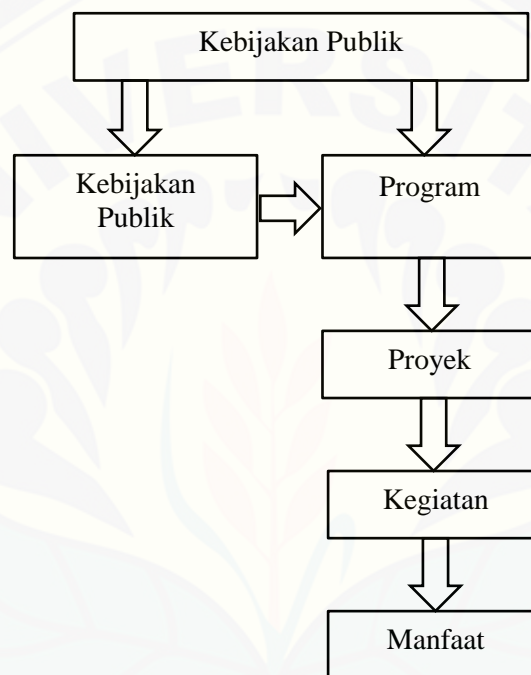 Kebijakan Publik
Kebijakan
Publik
Program
Proyek
Kegiatan
Manfaat